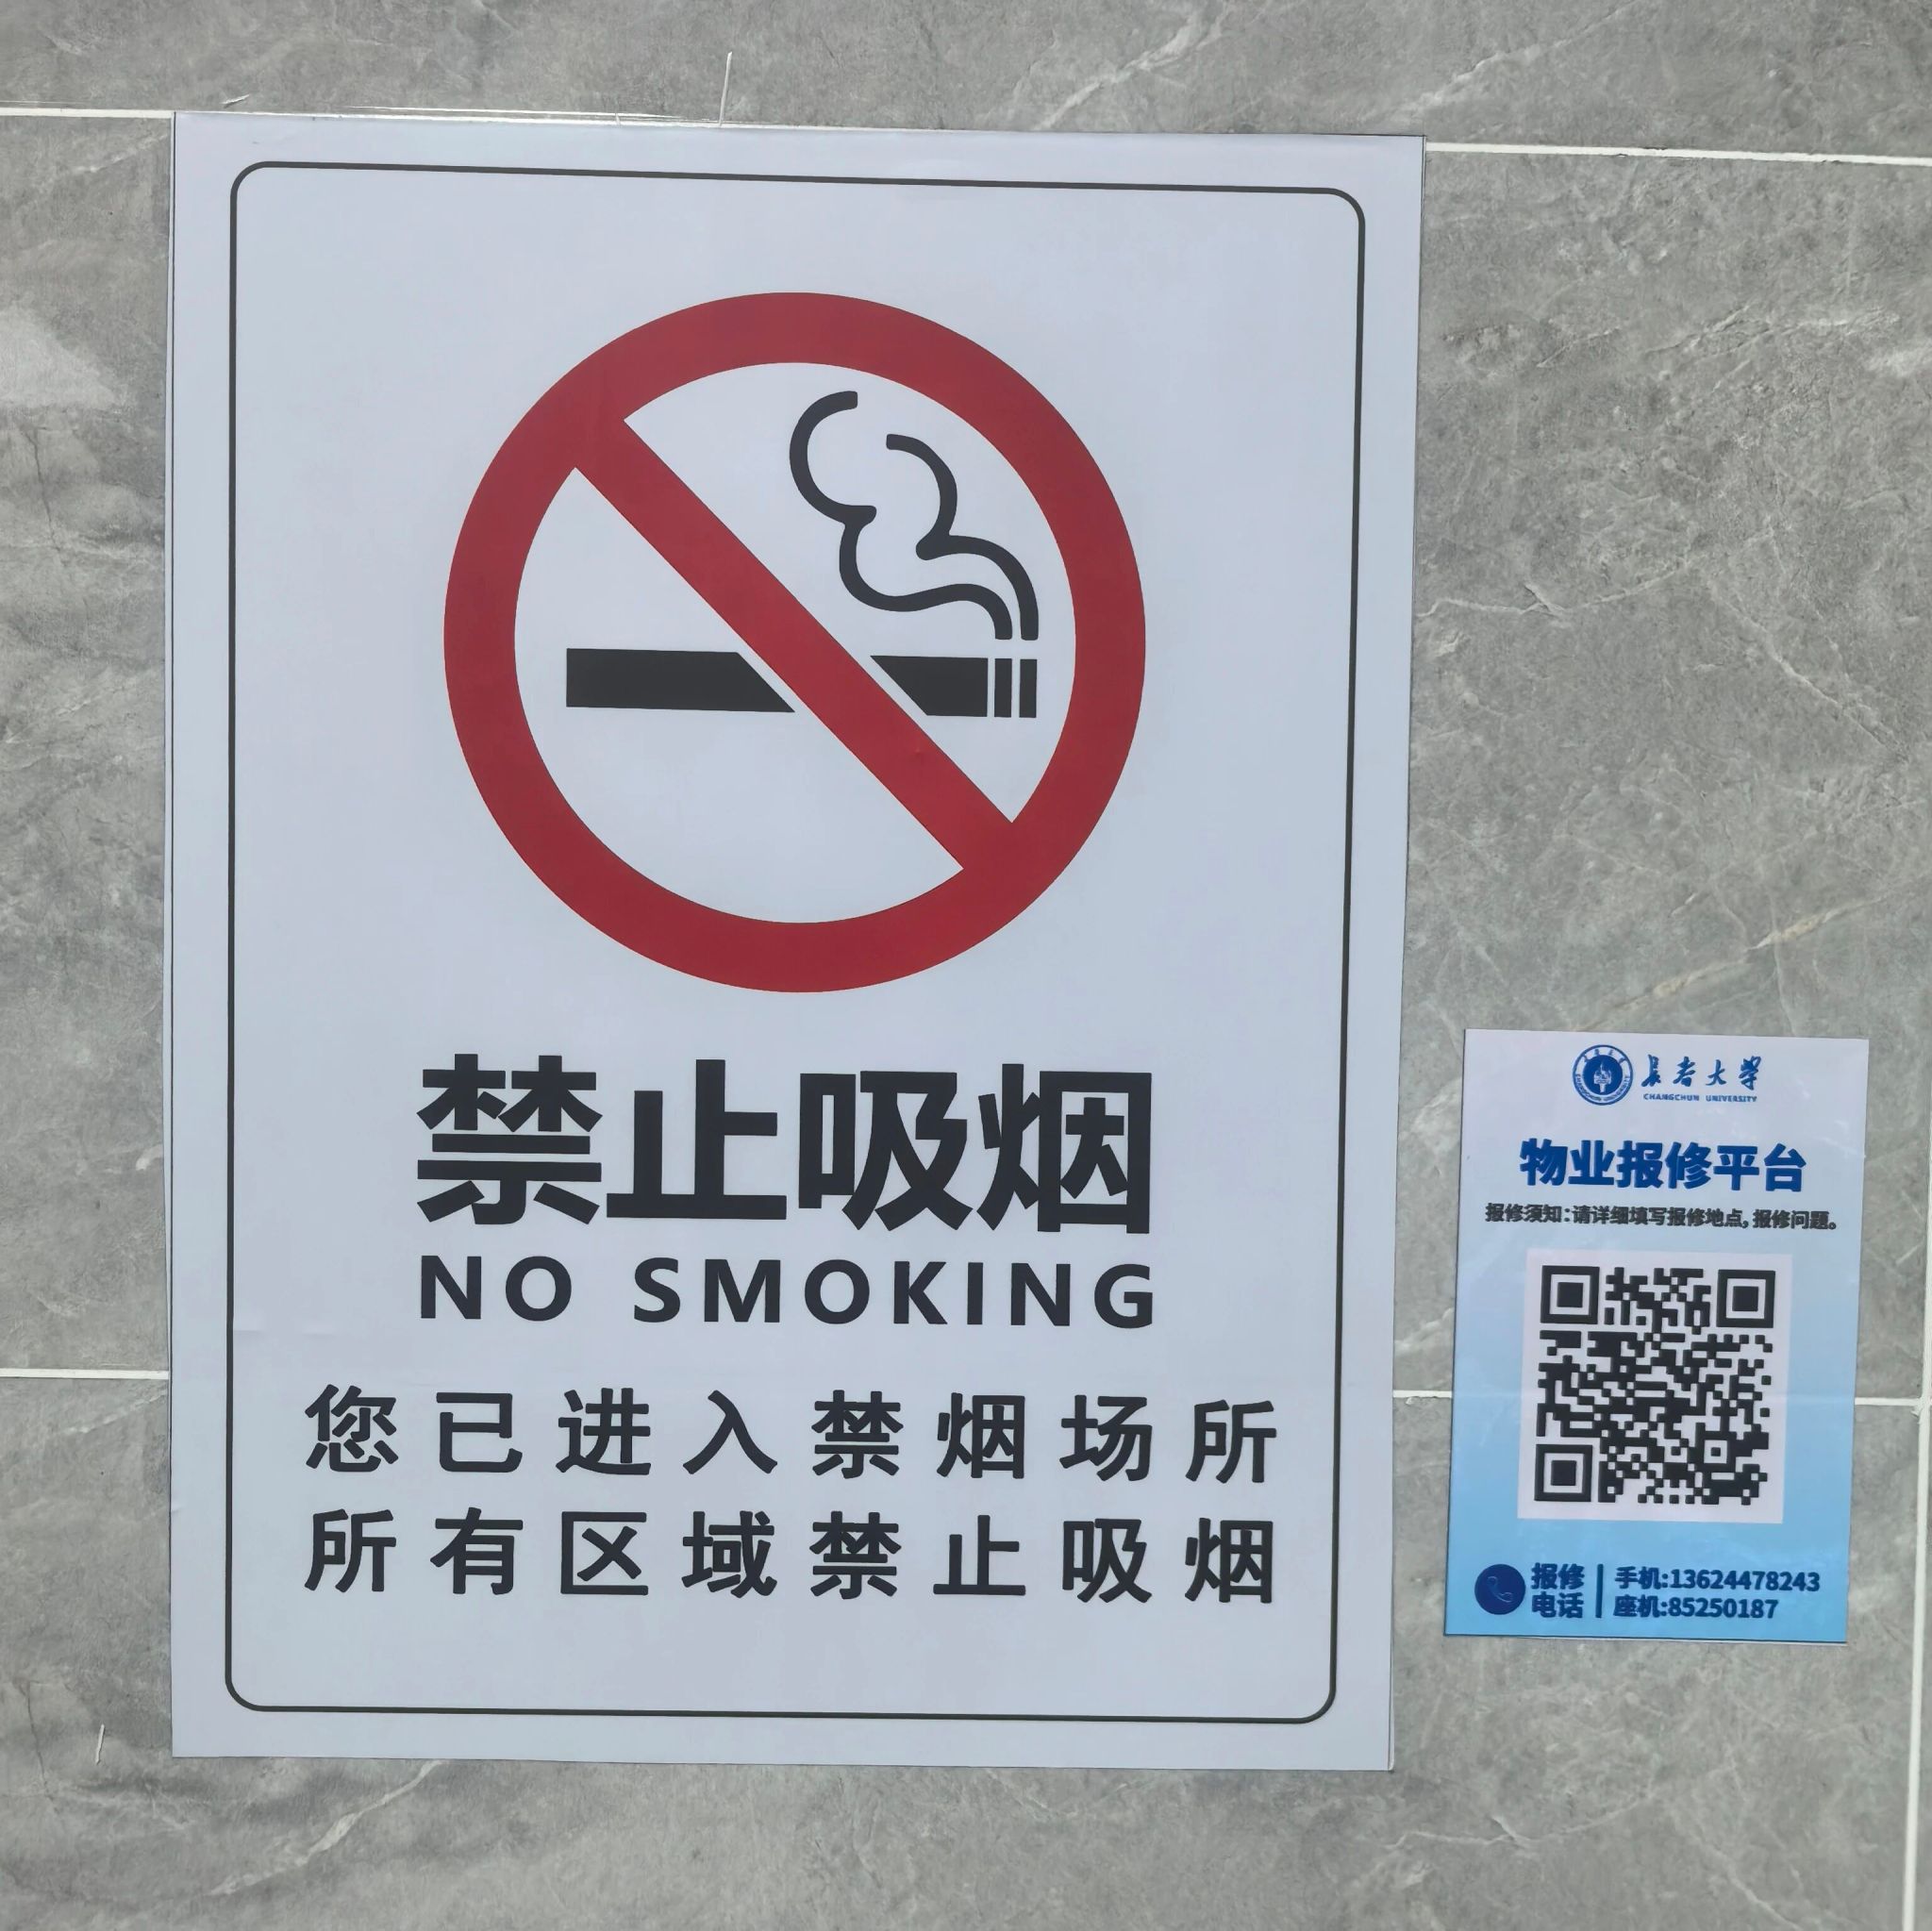 禁止吸烟
NO SMOKING
您已进入禁烟场所
所有区域禁止吸烟
长春大学
CHANGCHUN UNIVERSITY
物业报修平台
报修须知:请详细填写报修地点,报修问题。
报修电话
手机:13624478243
座机:85250187